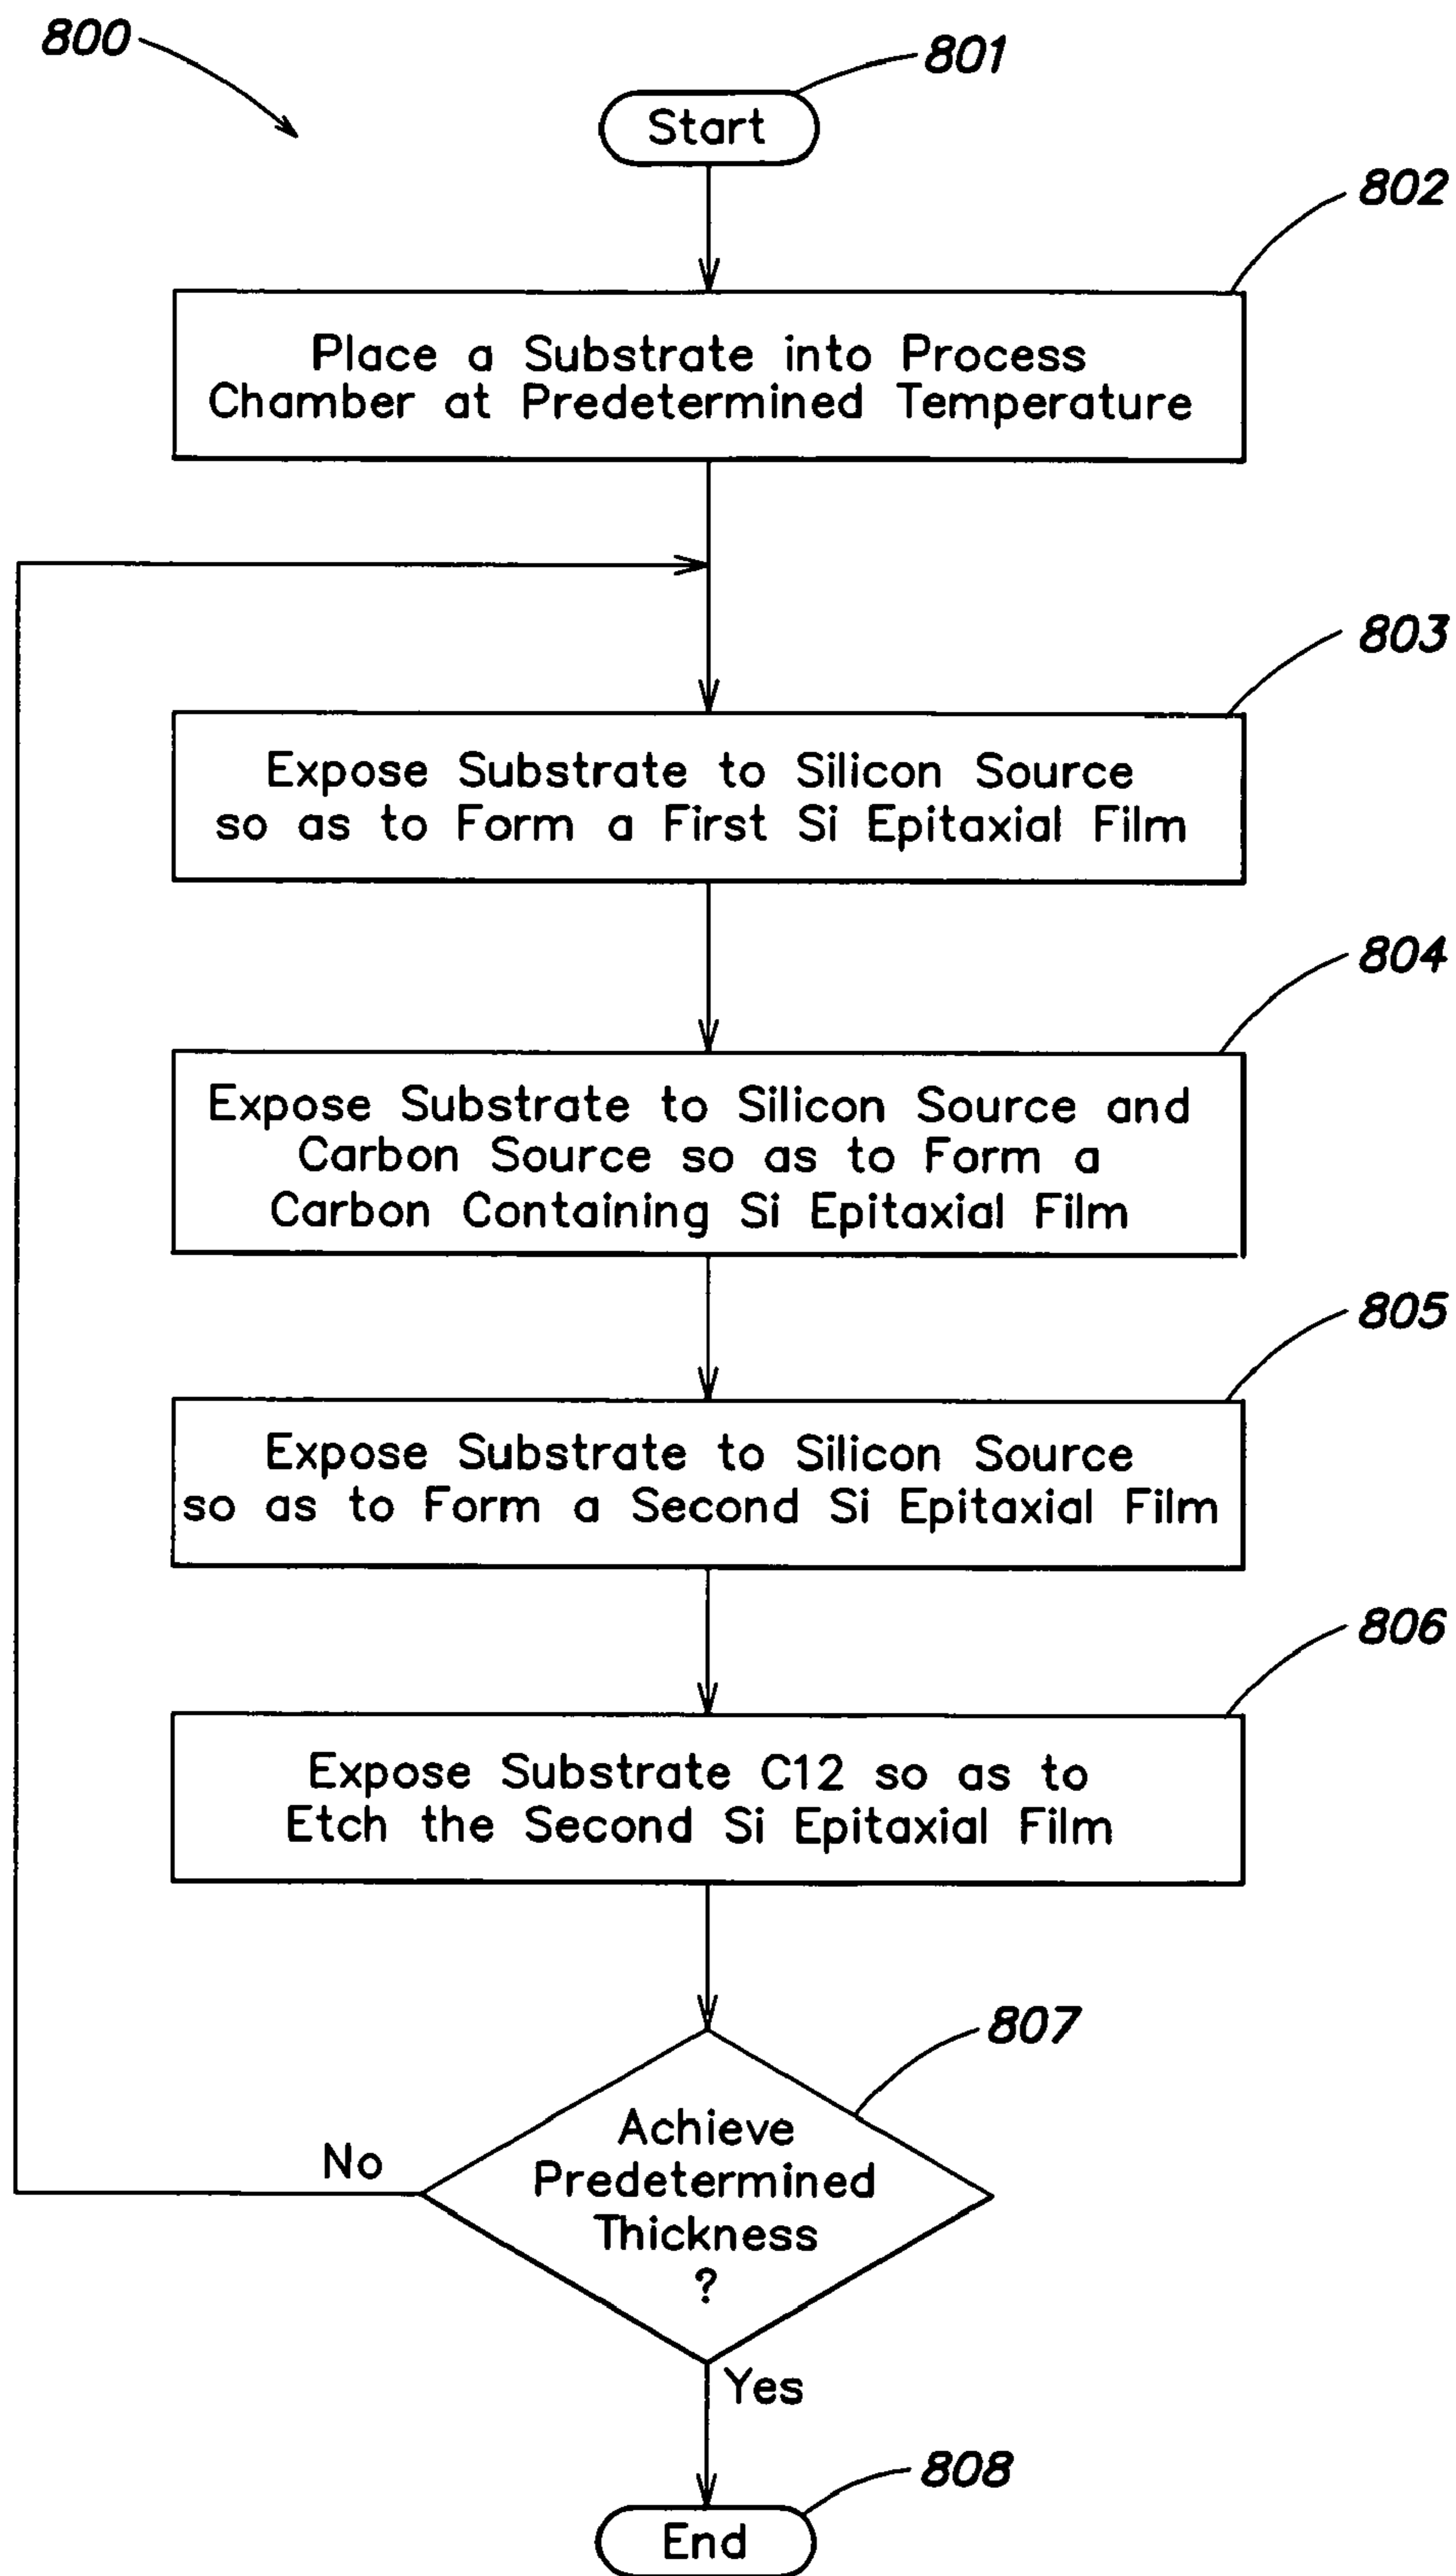 800
801
Start
802
Place a Substrate into Process
Chamber at Predetermined Temperature
803
Expose Substrate to Silicon Source
so as to Form a First Si Epitaxial Film
804
Expose Substrate to Silicon Source and
Carbon Source so as to Form a
Carbon Containing Si Epitaxial Film
805
Expose Substrate to Silicon Source
so as to Form a Second Si Epitaxial Film
806
Expose Substrate C12 so as to
Etch the Second Si Epitaxial Film
807
Achieve
Predetermined
Thickness
?
No
Yes
808
End